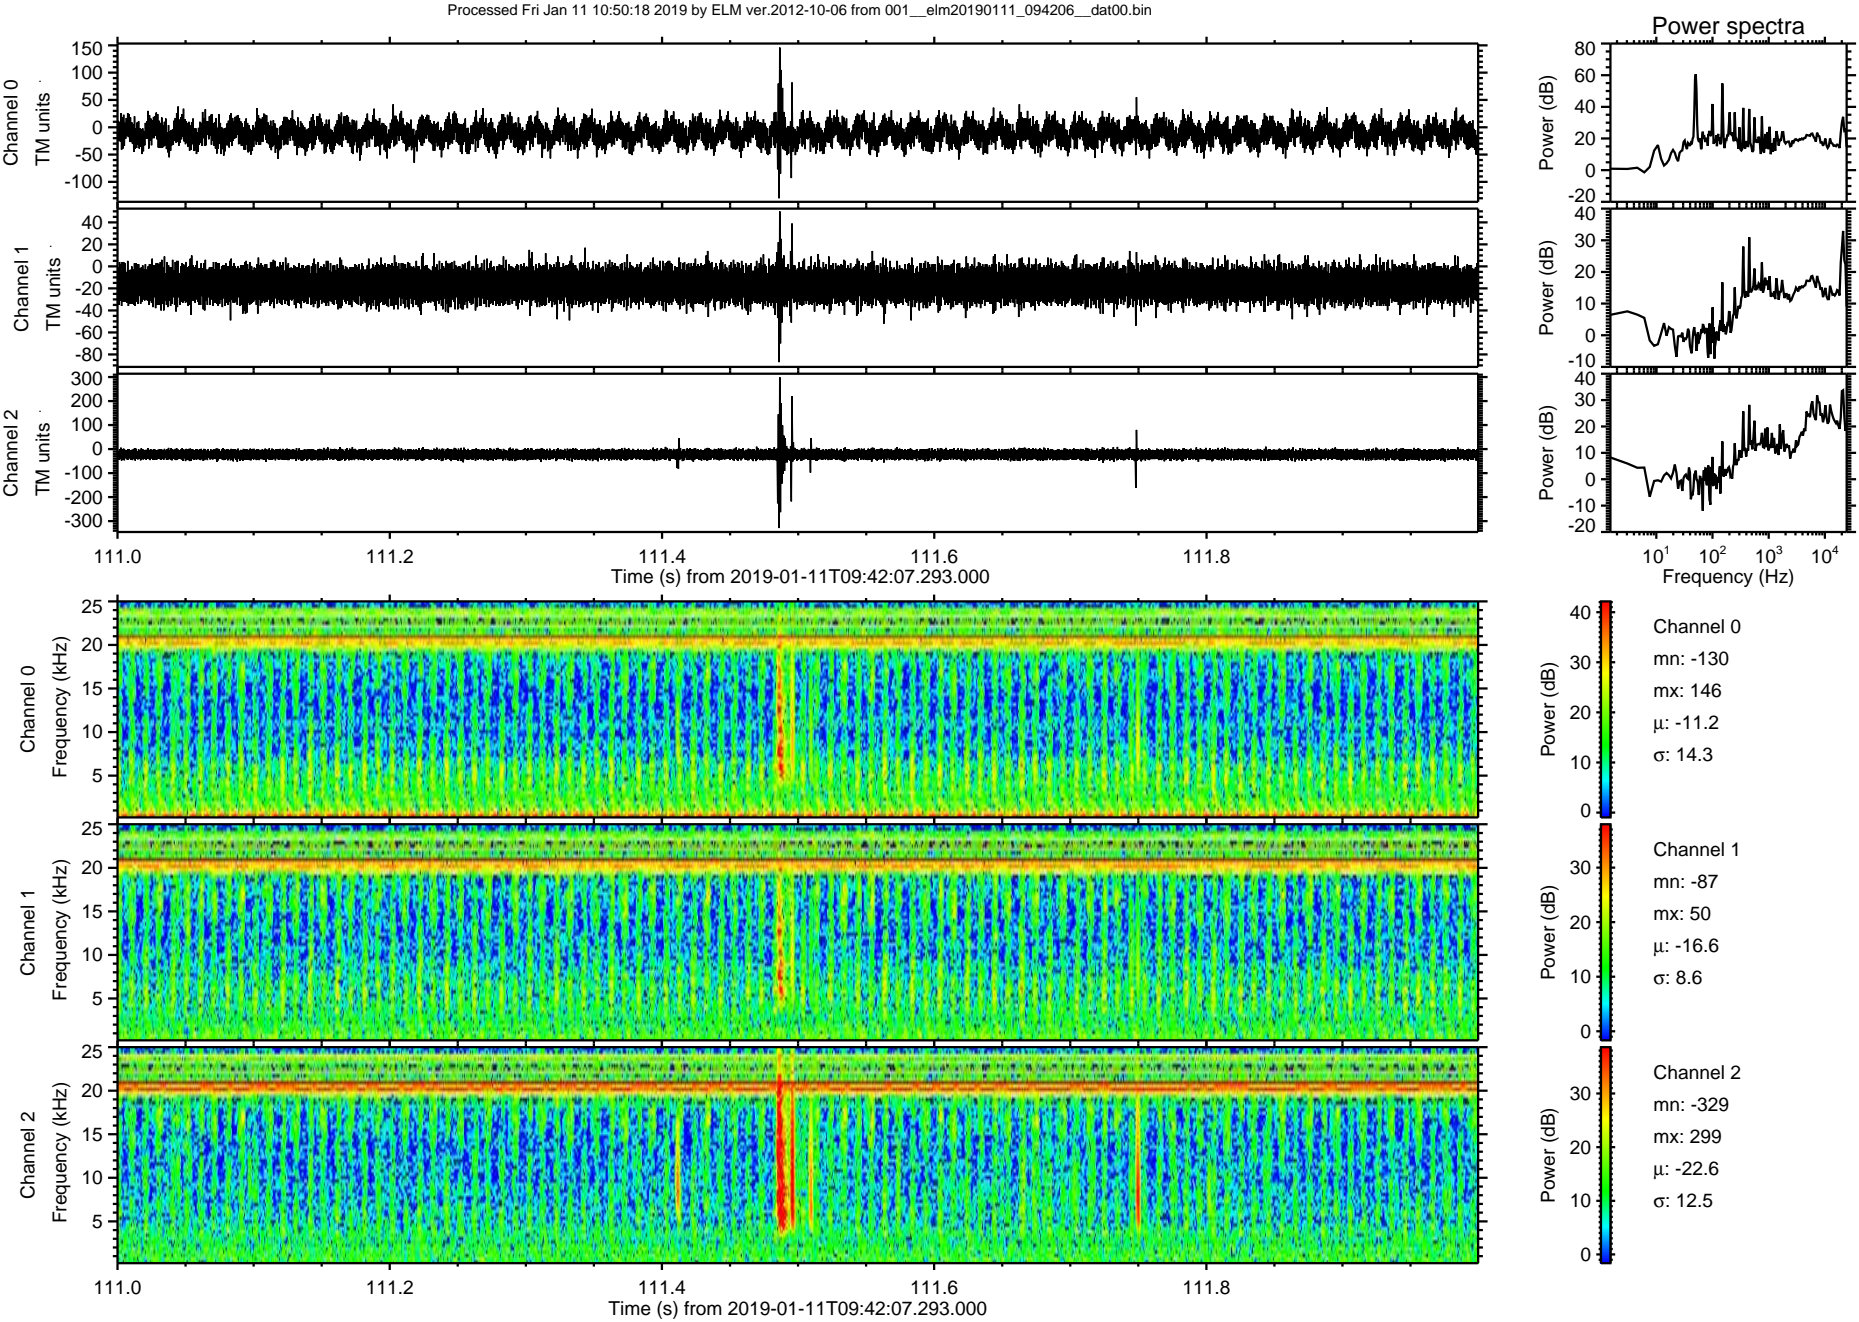 Processed Fri Jan 11 10:50:18 2019 by ELM ver.2012-10-06 from 001__elm20190111_094206__dat00.bin
Power spectra
Channel 0
TM units
150
100
50
0
-50
-100
Power (dB)
80
60
40
20
0
-20
Channel 1
TM units
40
20
0
-20
-40
-60
-80
Power (dB)
40
30
20
10
0
-10
Channel 2
TM units
300
200
100
0
-100
-200
-300
Power (dB)
40
30
20
10
0
-10
-20
111.0 111.2 111.4 111.6 111.8
Time (s) from 2019-01-11T09:42:07.293.000
10¹ 10² 10³ 10⁴
Frequency (Hz)
Channel 0
Frequency (kHz)
25
20
15
10
5
Power (dB)
40
30
20
10
0
Channel 0
mn: -130
mx: 146
μ: -11.2
σ: 14.3
Channel 1
Frequency (kHz)
25
20
15
10
5
Power (dB)
30
20
10
0
Channel 1
mn: -87
mx: 50
μ: -16.6
σ: 8.6
Channel 2
Frequency (kHz)
25
20
15
10
5
Power (dB)
30
20
10
0
Channel 2
mn: -329
mx: 299
μ: -22.6
σ: 12.5
111.0 111.2 111.4 111.6 111.8
Time (s) from 2019-01-11T09:42:07.293.000